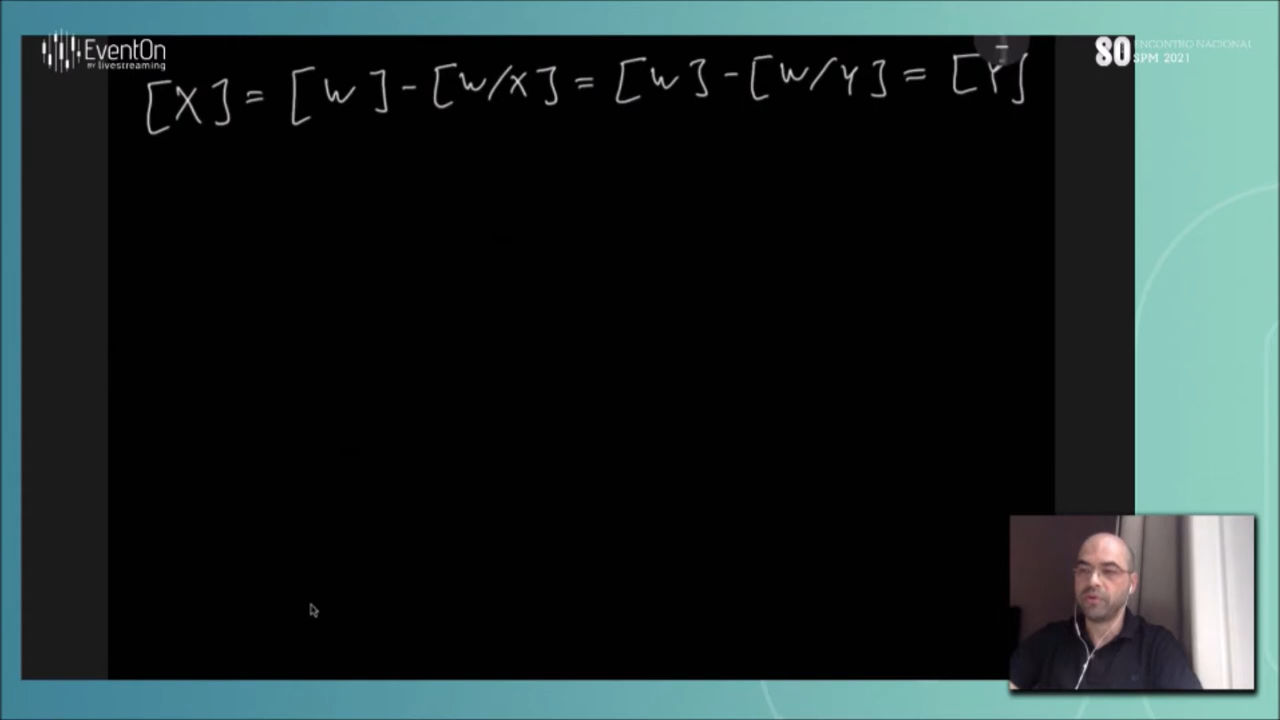 EventOn
BY livestreaming
80 ENCONTRO NACIONAL
SPM 2021
[X] = [W] - [W/X] = [W] - [W/Y] = [Y]